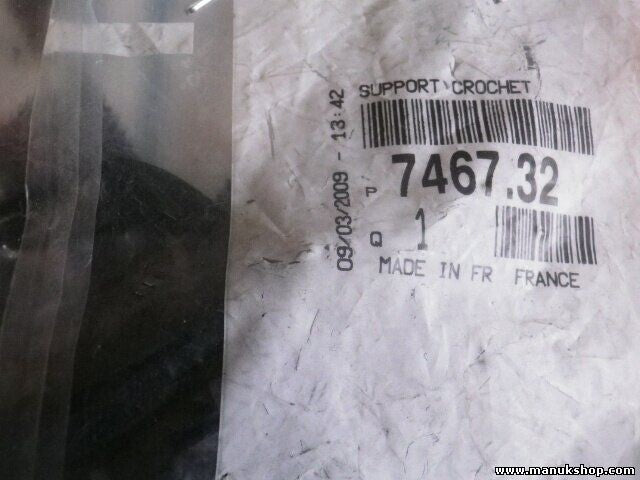 SUPPORT CROCHET
09/03/2009 - 13:42
P 7467.32
Q 1
MADE IN FR FRANCE
www.manukshop.com